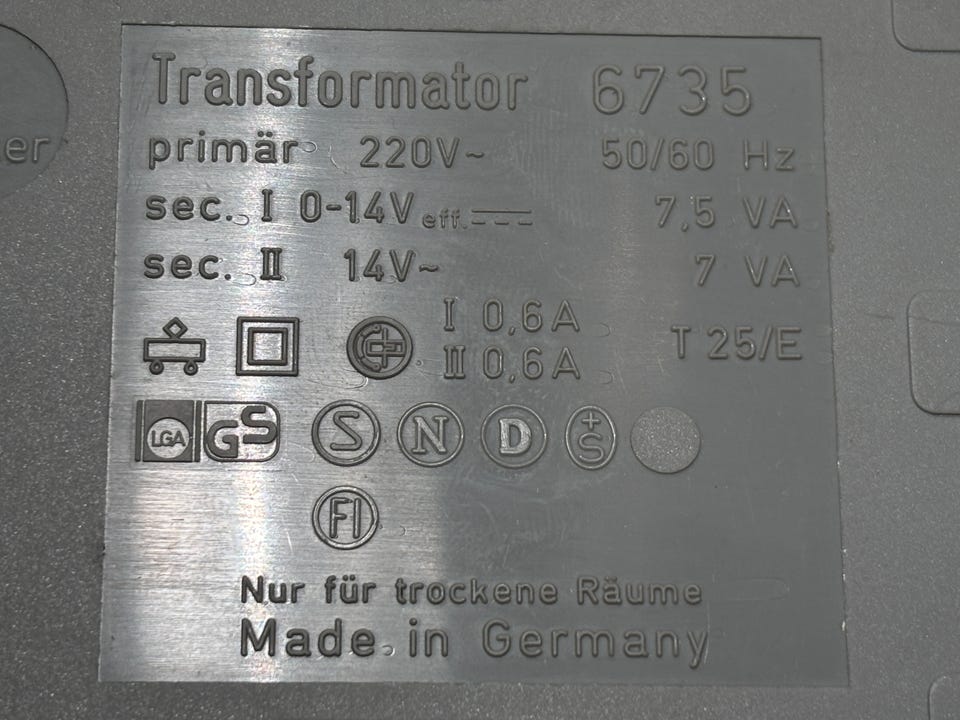 Transformator 6735
primär 220V~ 50/60 Hz
er
sec. I 0-14V eff. ⎓ 7,5 VA
sec. II 14V~ 7 VA
I 0,6A
II 0,6A
T 25/E
LGA GS S N D +S
FI
Nur für trockene Räume
Made in Germany